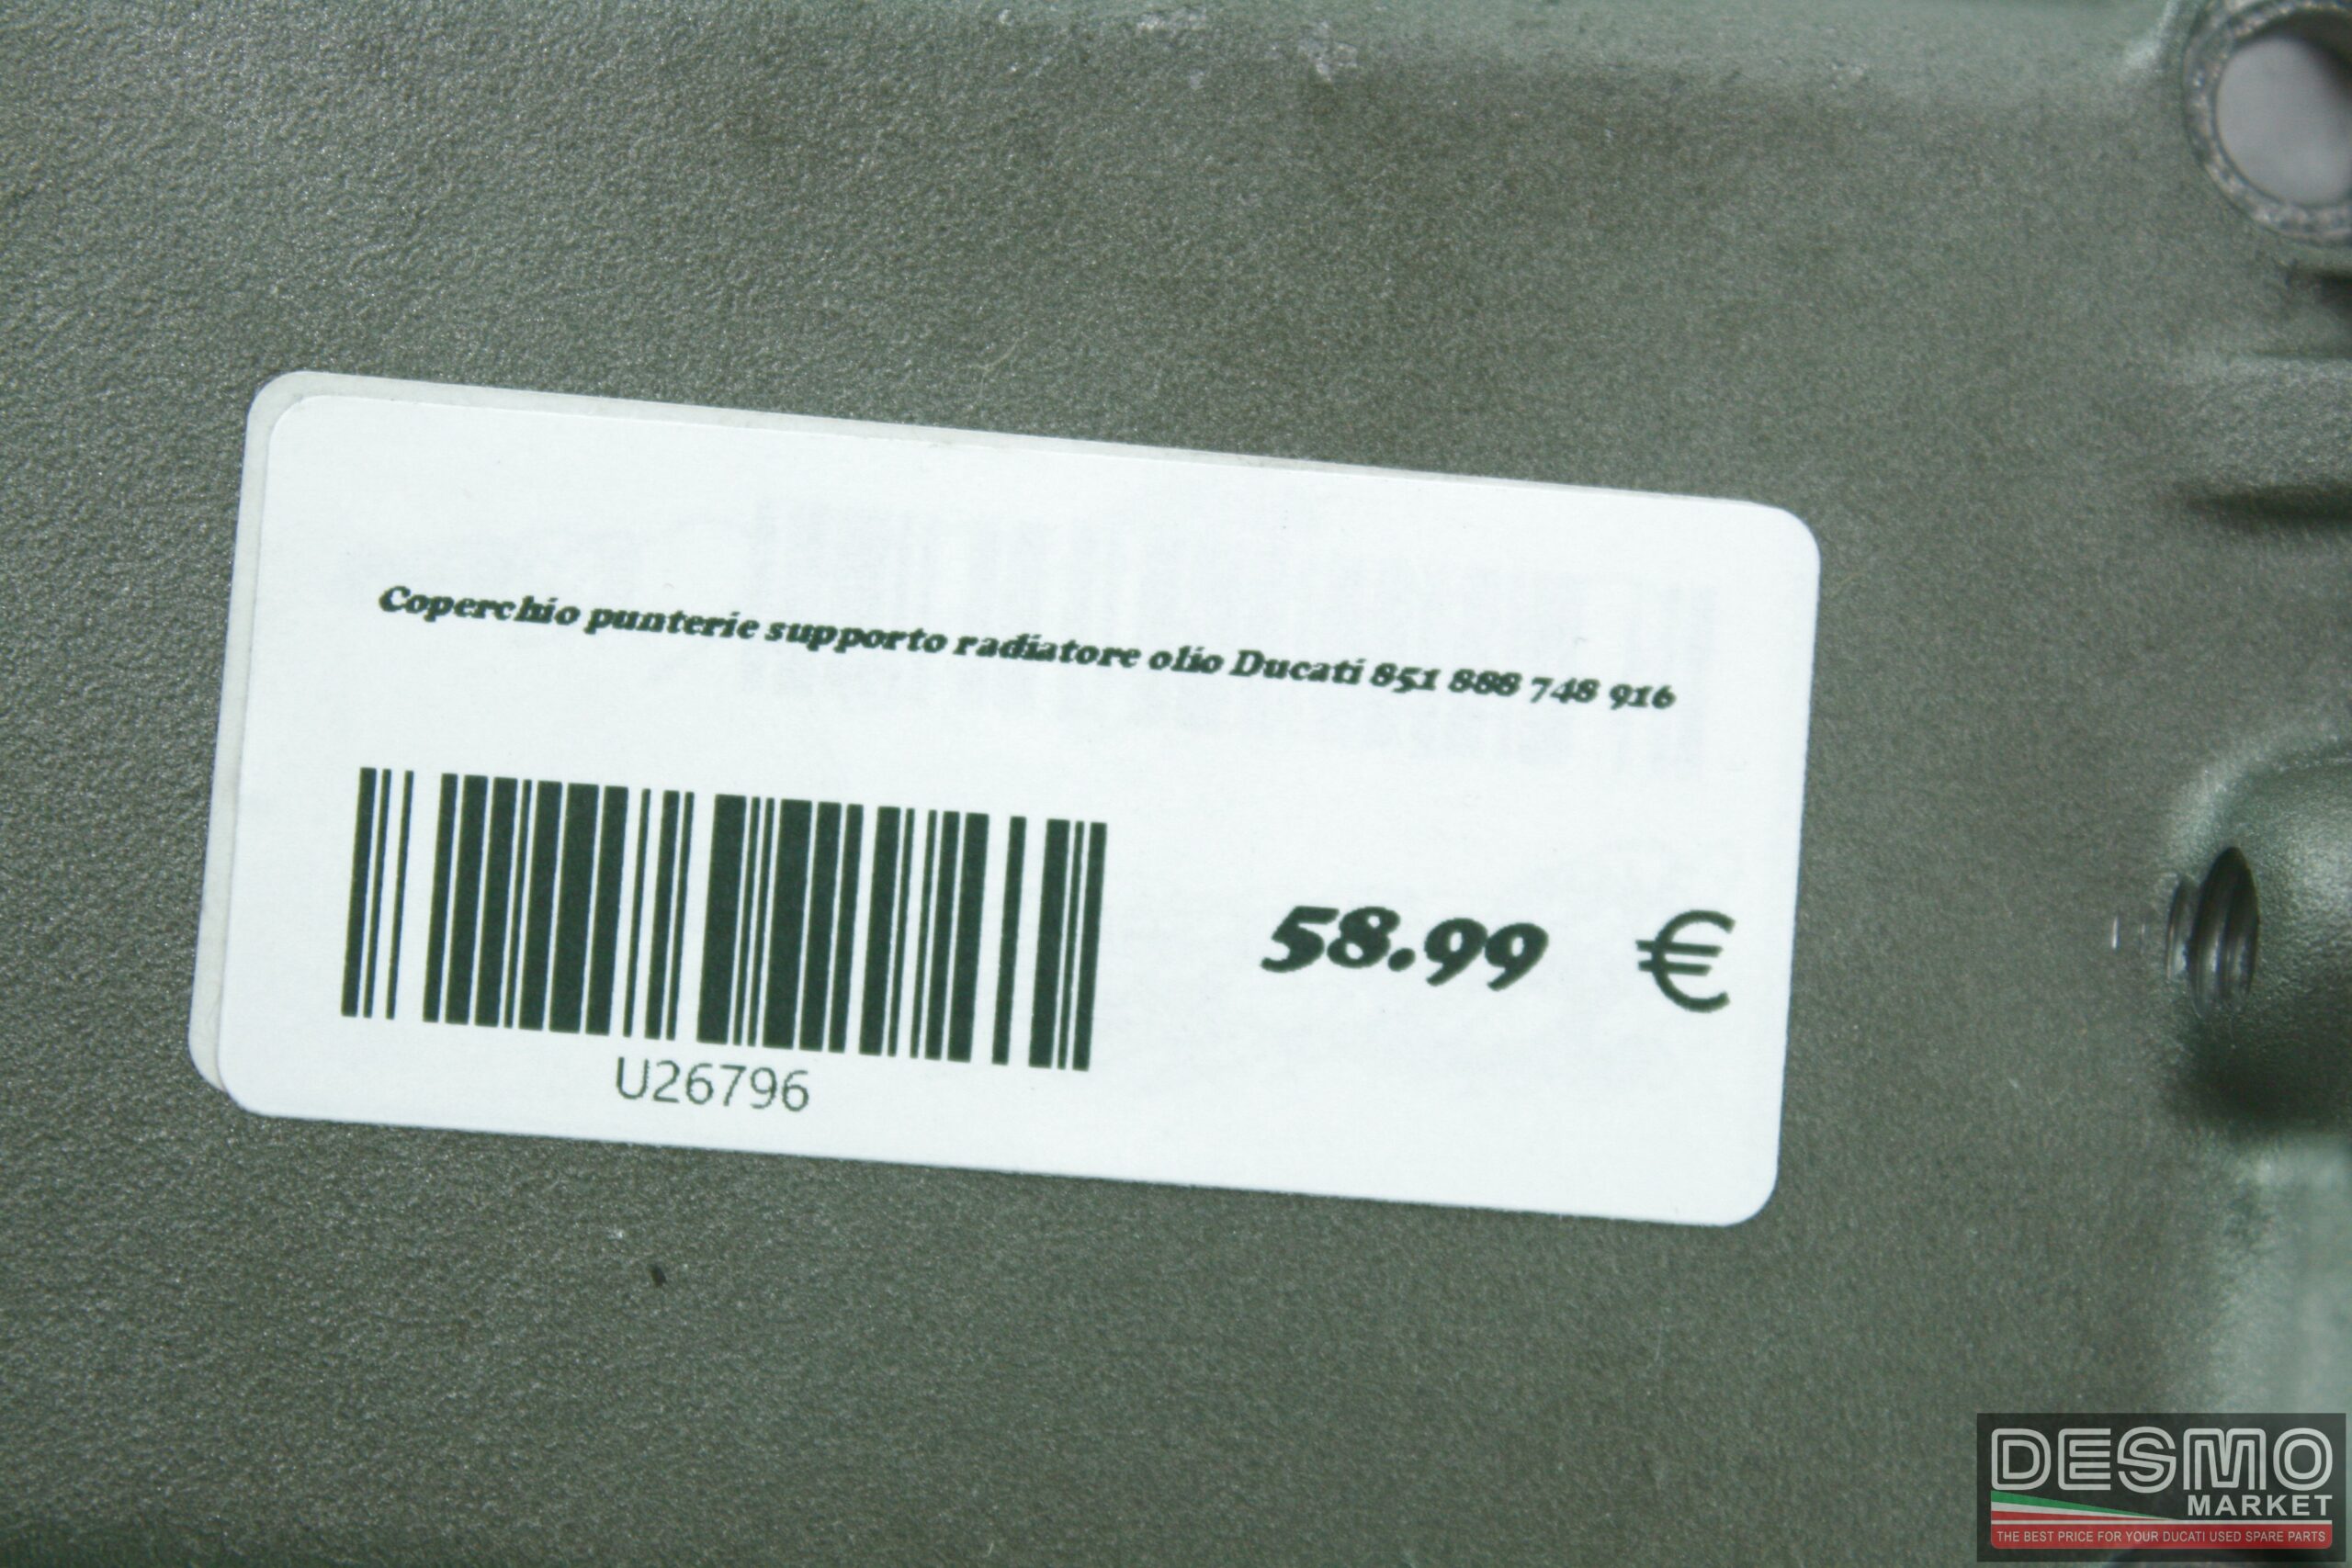 Coperchio punterie supporto radiatore olio Ducati 851 888 748 916
58.99 €
U26796
DESMO
MARKET
THE BEST PRICE FOR YOUR DUCATI USED SPARE PARTS